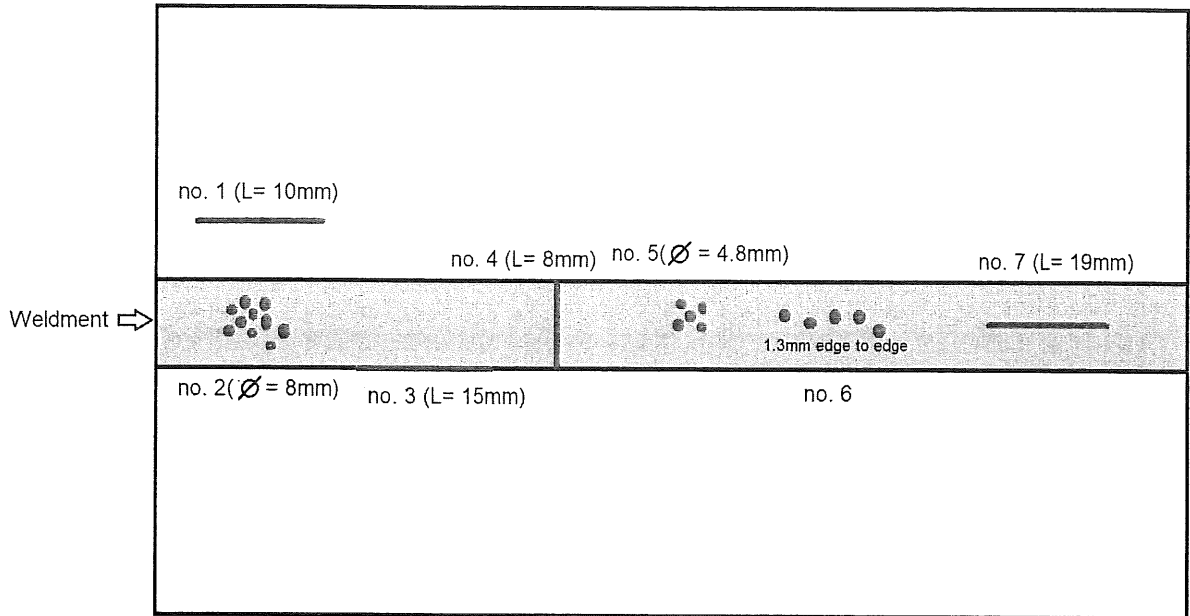 no. 1 (L= 10mm)
no. 4 (L= 8mm)
no. 5(Ø = 4.8mm)
no. 7 (L= 19mm)
Weldment
1.3mm edge to edge
no. 2(Ø = 8mm)
no. 3 (L= 15mm)
no. 6